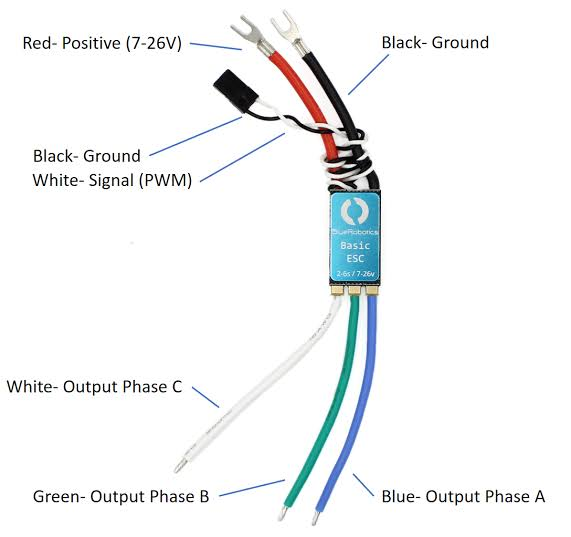 Red- Positive (7-26V)
Black- Ground
Black- Ground
White- Signal (PWM)
BlueRobotics
Basic
ESC
2-6s / 7-26v
White- Output Phase C
Green- Output Phase B
Blue- Output Phase A